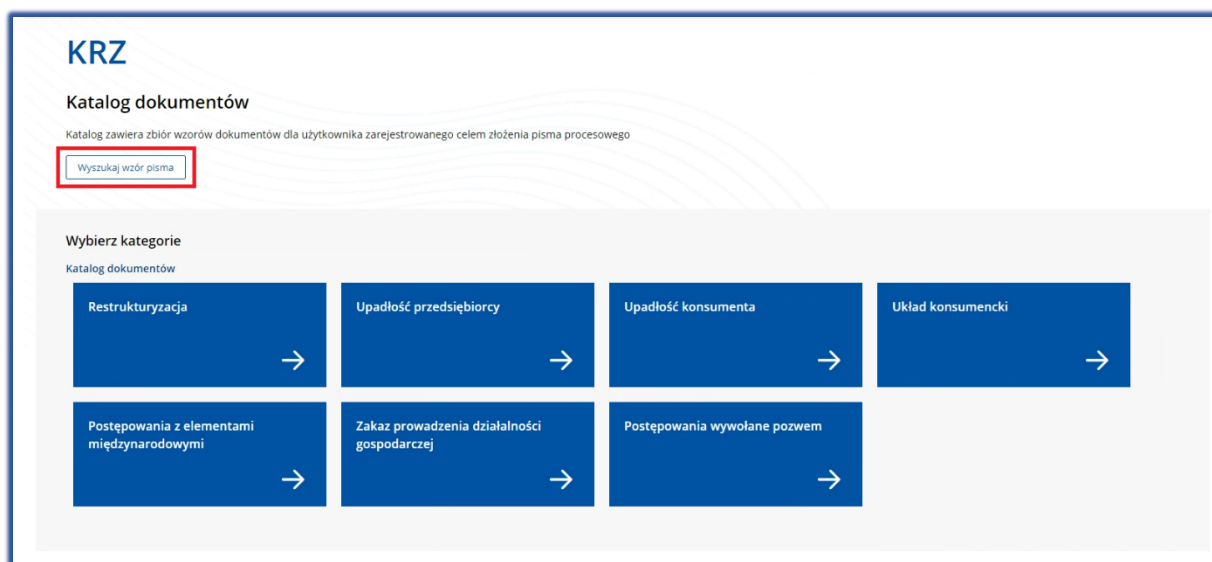 KRZ
Katalog dokumentów
Katalog zawiera zbiór wzorów dokumentów dla użytkownika zarejestrowanego celem złożenia pisma procesowego
Wyszukaj wzór pisma
Wybierz kategorie
Katalog dokumentów
Restrukturyzacja
Upadłość przedsiębiorcy
Upadłość konsumenta
Układ konsumencki
Postępowania z elementami
międzynarodowymi
Zakaz prowadzenia działalności
gospodarczej
Postępowania wywołane pozwem